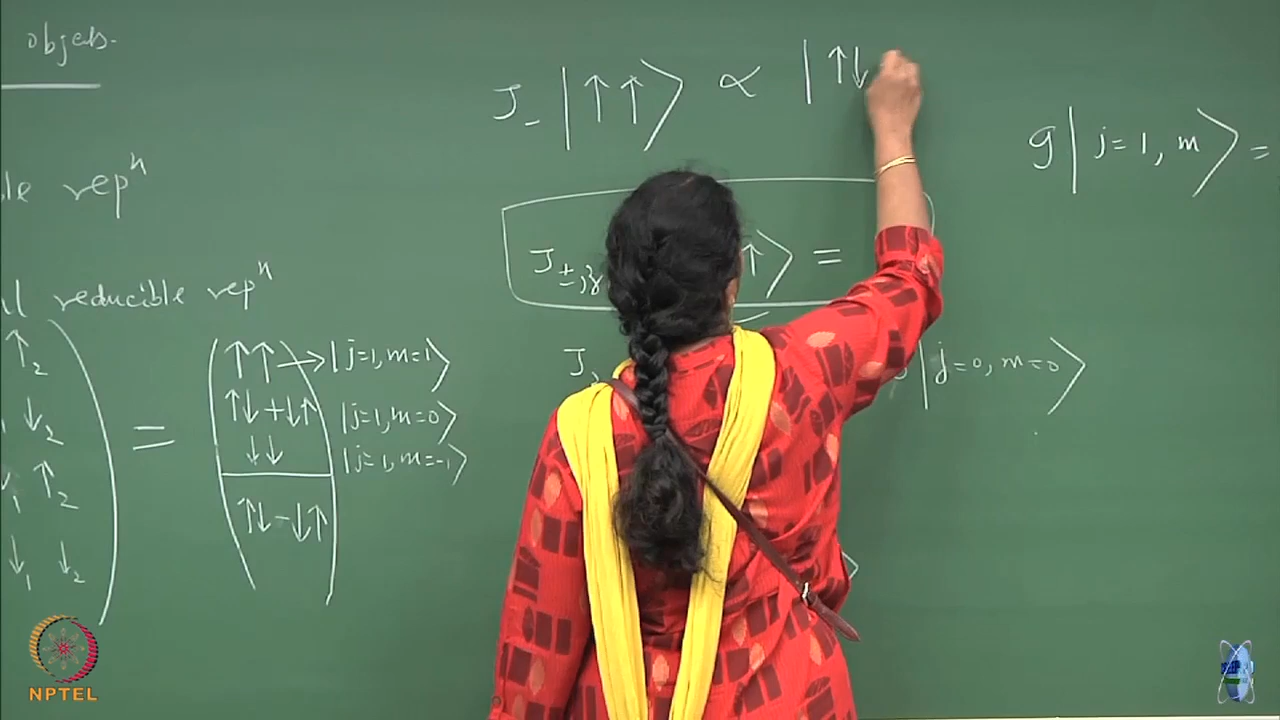 objects.
J₋ |↑↑⟩ ∝ |↑↓
g | j=1, m ⟩ =
repⁿ
J±,z ↑⟩ =
reducible repⁿ
↑₂
↓₂
₁ ↑₂
↓₁ ↓₂
=
↑↑ → |j=1, m=1⟩
↑↓ + ↓↑ |j=1, m=0⟩
↓↓ |j=1, m=-1⟩
↑↓ - ↓↑
J
|j=0, m=0⟩
NPTEL